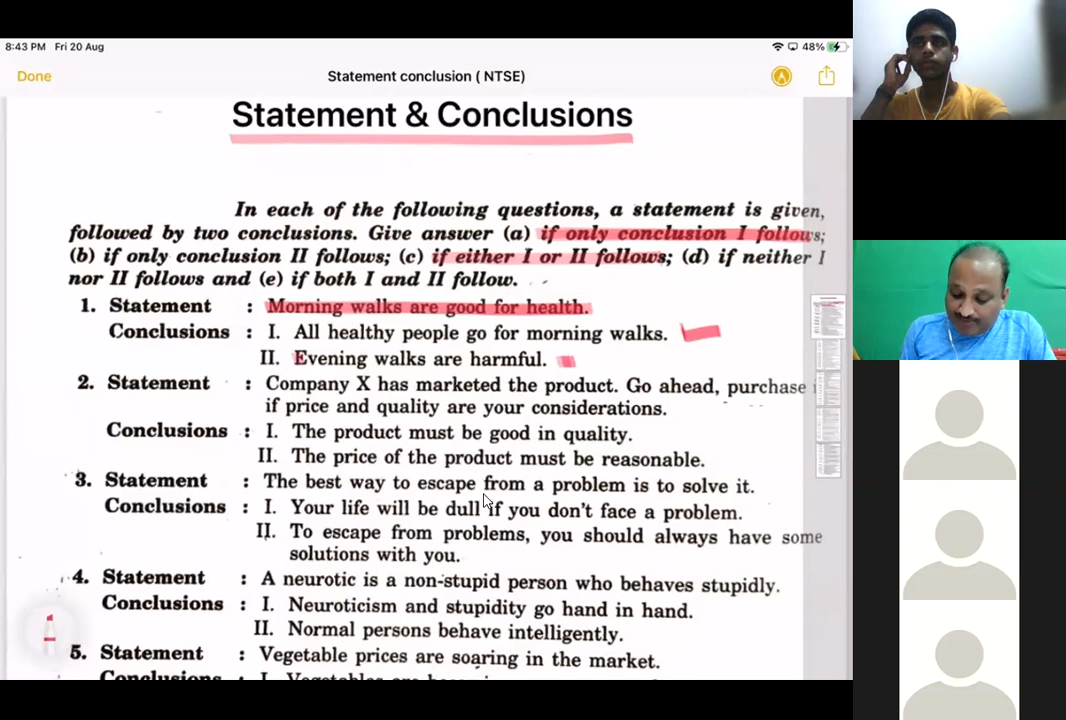 8:43 PM Fri 20 Aug
48%
Done
Statement conclusion ( NTSE)
Statement & Conclusions
In each of the following questions, a statement is given,
followed by two conclusions. Give answer (a) if only conclusion I follows;
(b) if only conclusion II follows; (c) if either I or II follows; (d) if neither I
nor II follows and (e) if both I and II follow.
1. Statement : Morning walks are good for health.
Conclusions : I. All healthy people go for morning walks.
II. Evening walks are harmful.
2. Statement : Company X has marketed the product. Go ahead, purchase
if price and quality are your considerations.
Conclusions : I. The product must be good in quality.
II. The price of the product must be reasonable.
3. Statement : The best way to escape from a problem is to solve it.
Conclusions : I. Your life will be dull if you don't face a problem.
II. To escape from problems, you should always have some
solutions with you.
4. Statement : A neurotic is a non-stupid person who behaves stupidly.
Conclusions : I. Neuroticism and stupidity go hand in hand.
II. Normal persons behave intelligently.
5. Statement : Vegetable prices are soaring in the market.
Conclusions : I. Vegetables are